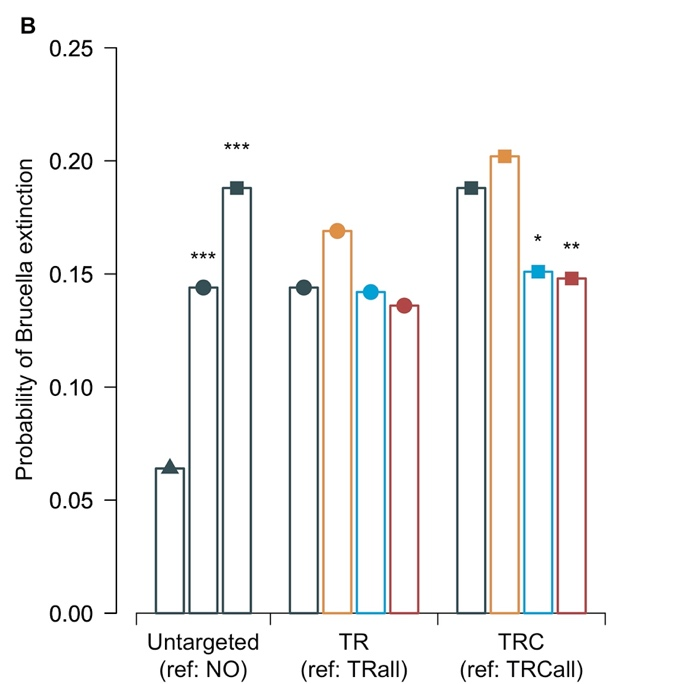 B
Probability of Brucella extinction
0.25
0.20
0.15
0.10
0.05
0.00
***
***
*
**
Untargeted
(ref: NO)
TR
(ref: TRall)
TRC
(ref: TRCall)